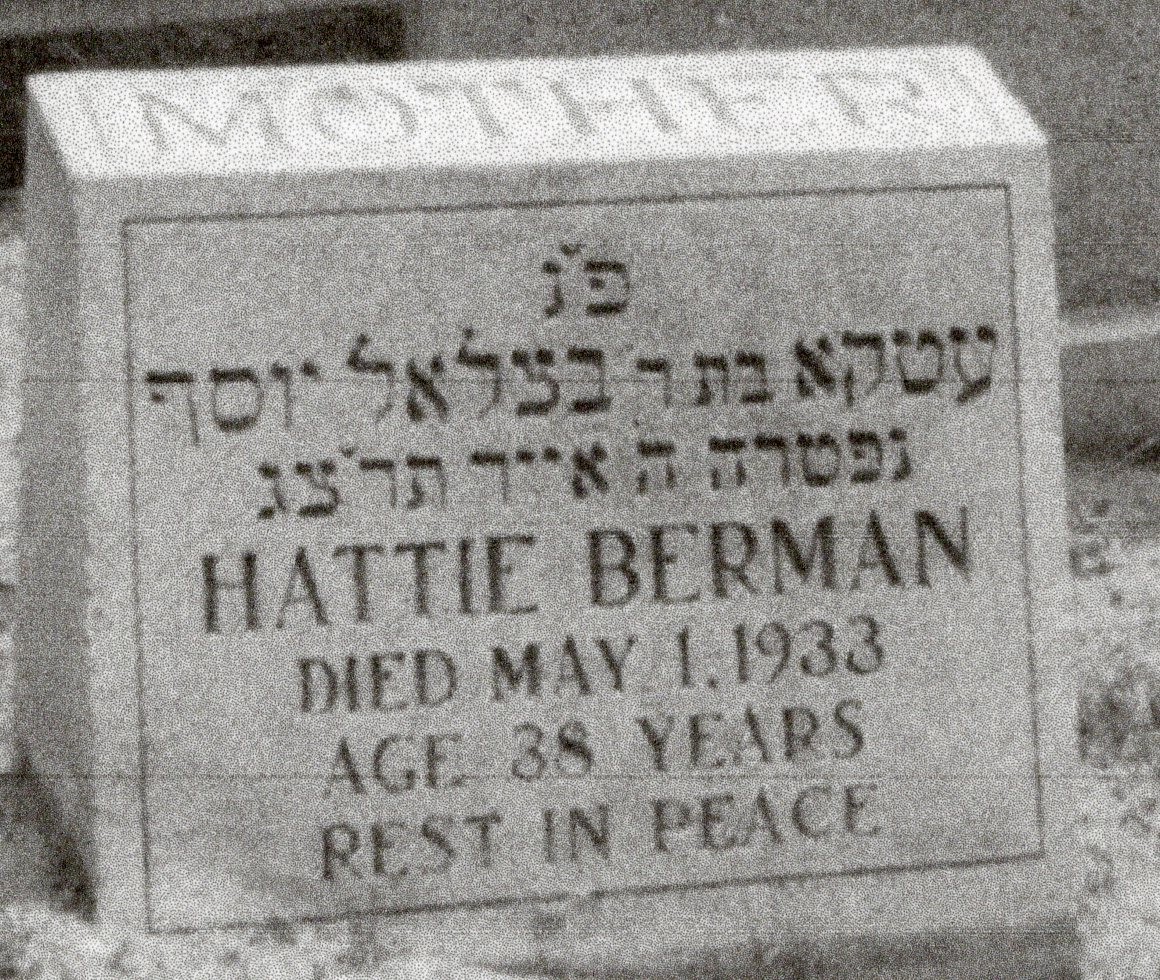 MOTHER
פ״נ
עטקא בת ר׳ בצלאל יוסף
נפטרה ה אייר תר״צג
HATTIE BERMAN
DIED MAY 1, 1933
AGE 38 YEARS
REST IN PEACE